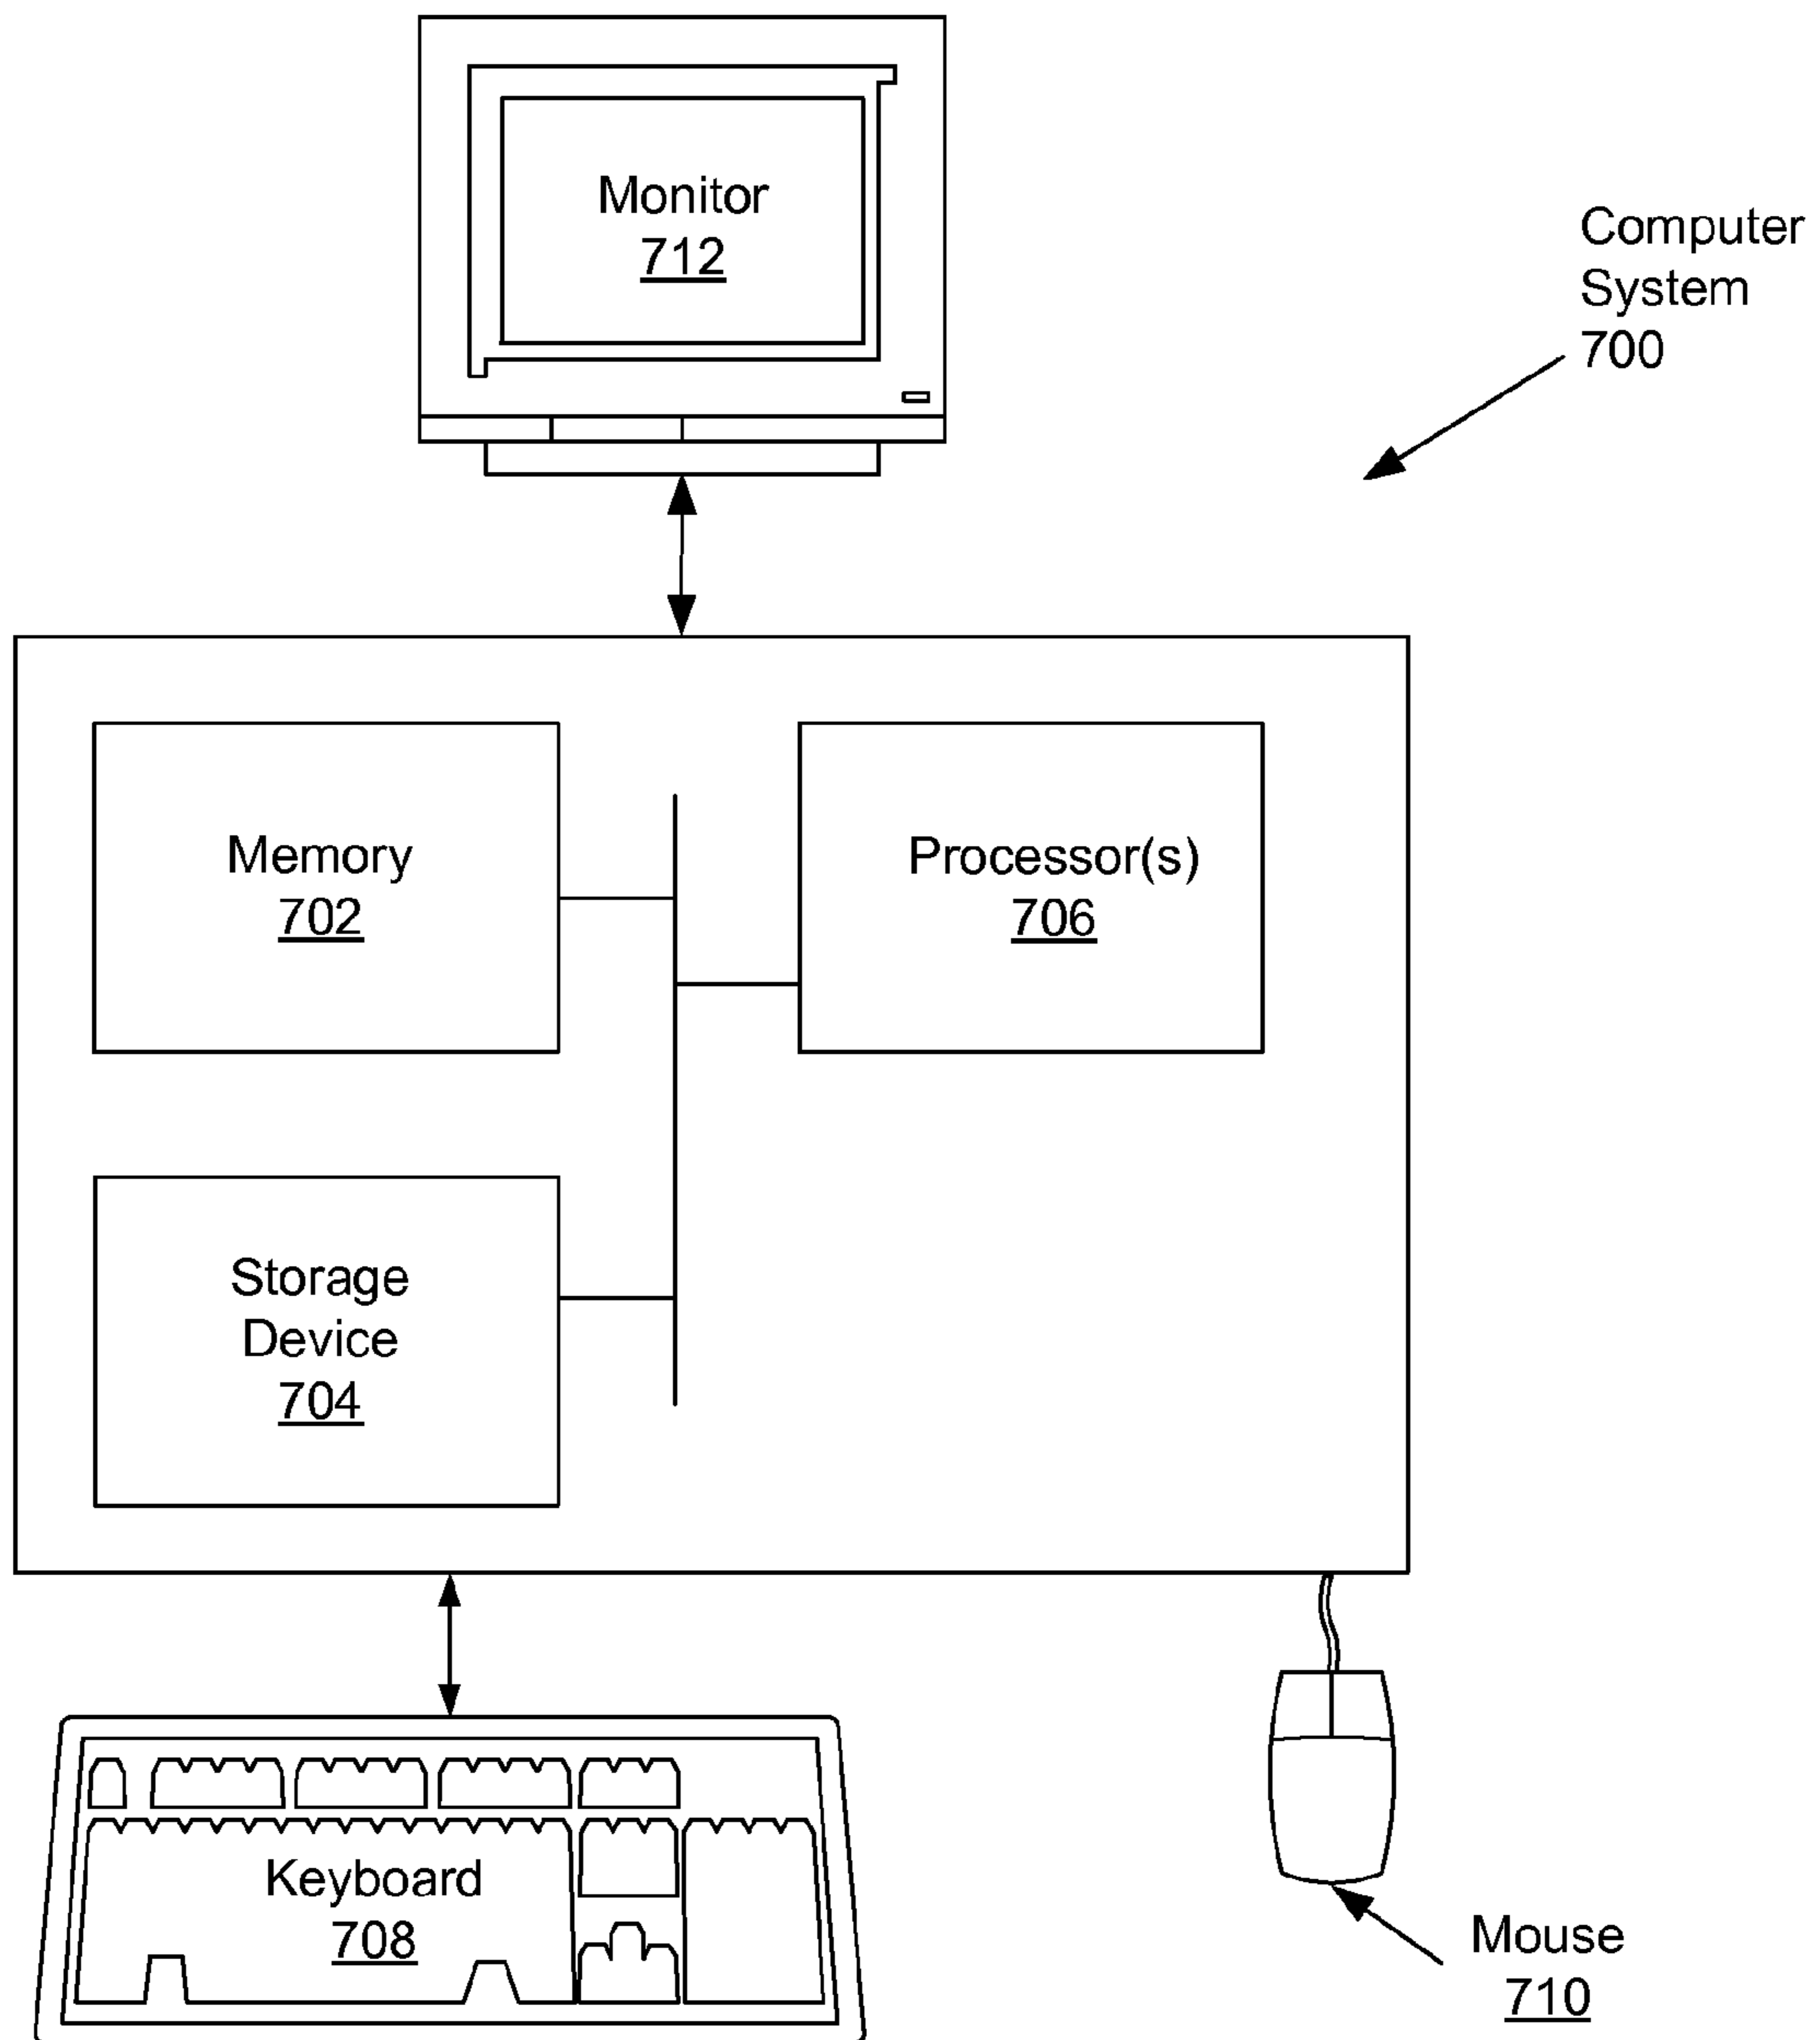 Monitor
712
Computer
System
700
Memory
702
Processor(s)
706
Storage
Device
704
Keyboard
708
Mouse
710